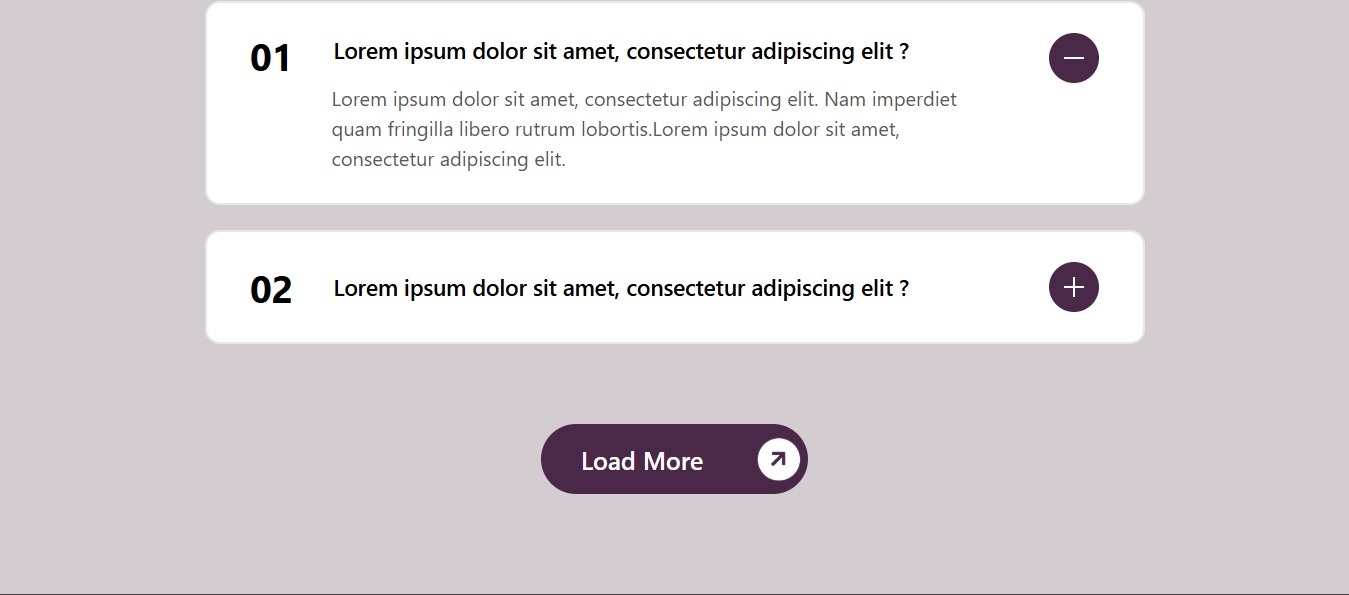 01
Lorem ipsum dolor sit amet, consectetur adipiscing elit ?
Lorem ipsum dolor sit amet, consectetur adipiscing elit. Nam imperdiet
quam fringilla libero rutrum lobortis.Lorem ipsum dolor sit amet,
consectetur adipiscing elit.
02
Lorem ipsum dolor sit amet, consectetur adipiscing elit ?
Load More